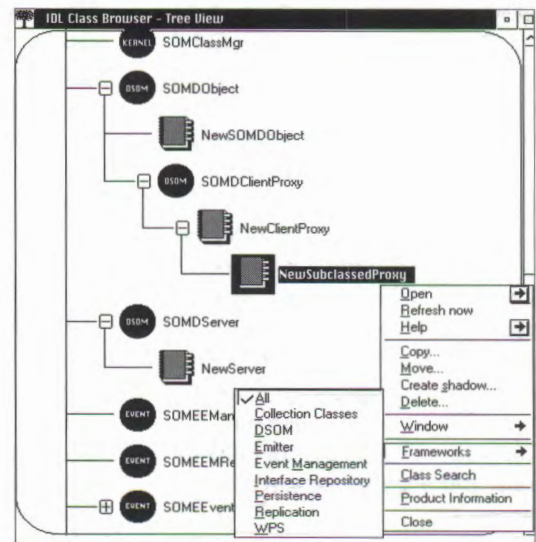 IDL Class Browser - Tree View
KERNEL SOMClassMgr
DSOM SOMDObject
NewSOMDObject
DSOM SOMDClientProxy
NewClientProxy
NewSubclassedProxy
DSOM SOMDServer
NewServer
EVENT SOMEEMan
EVENT SOMEEMRe
EVENT SOMEEvent
Open
Refresh now
Help
Copy...
Move...
Create shadow...
Delete...
Window
Frameworks
Class Search
Product Information
Close
All
Collection Classes
DSOM
Emitter
Event Management
Interface Repository
Persistence
Replication
WPS